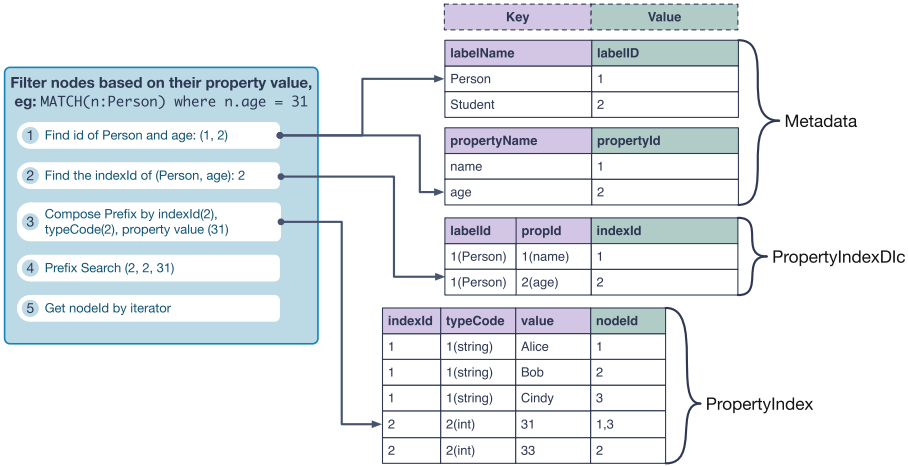 Key Value
labelName labelID
Person 1
Student 2
propertyName propertyId
name 1
age 2
Metadata
Filter nodes based on their property value,
eg: MATCH(n:Person) where n.age = 31
1 Find id of Person and age: (1, 2)
2 Find the indexId of (Person, age): 2
3 Compose Prefix by indexId(2),
typeCode(2), property value (31)
4 Prefix Search (2, 2, 31)
5 Get nodeId by iterator
labelId propId indexId
1(Person) 1(name) 1
1(Person) 2(age) 2
PropertyIndexDIc
indexId typeCode value nodeId
1 1(string) Alice 1
1 1(string) Bob 2
1 1(string) Cindy 3
2 2(int) 31 1,3
2 2(int) 33 2
PropertyIndex